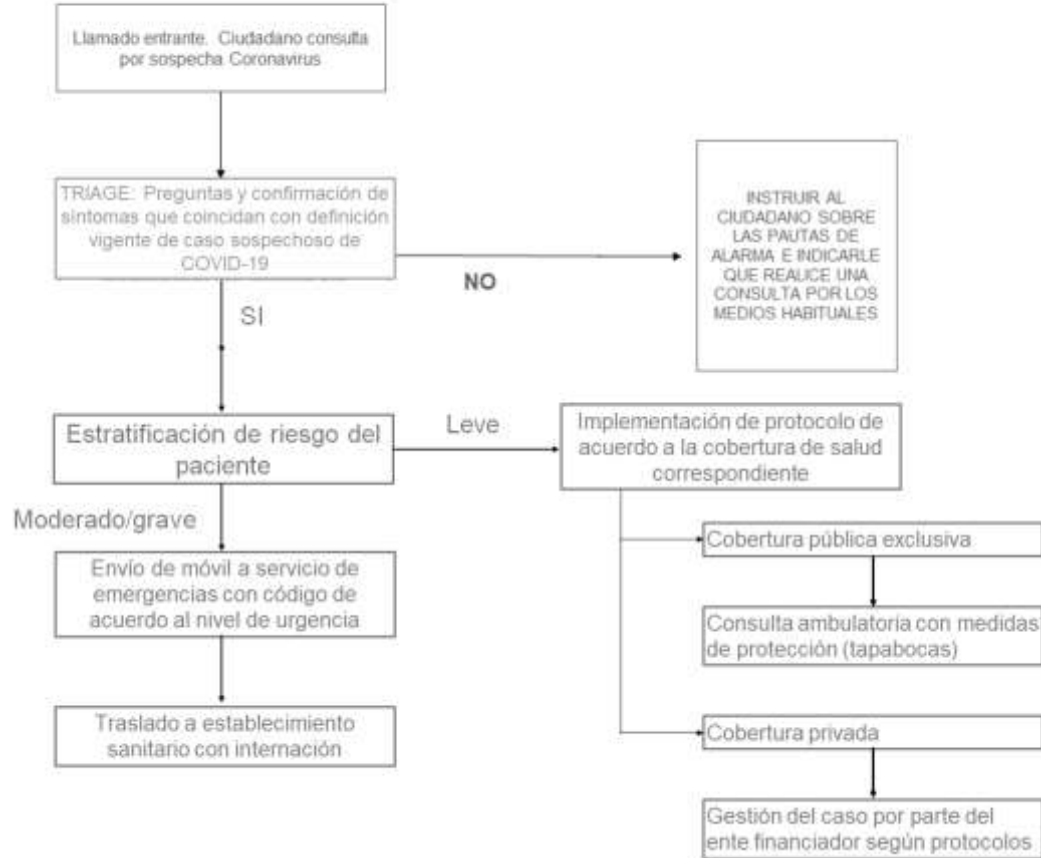 Llamado entrante. Ciudadano consulta
por sospecha Coronavirus
TRIAGE: Preguntas y confirmación de
síntomas que coincidan con definición
vigente de caso sospechoso de
COVID-19
NO
INSTRUIR AL
CIUDADANO SOBRE
LAS PAUTAS DE
ALARMA E INDICARLE
QUE REALICE UNA
CONSULTA POR LOS
MEDIOS HABITUALES
SI
Estratificación de riesgo del
paciente
Leve
Implementación de protocolo de
acuerdo a la cobertura de salud
correspondiente
Moderado/grave
Envío de móvil a servicio de
emergencias con código de
acuerdo al nivel de urgencia
Traslado a establecimiento
sanitario con internación
Cobertura pública exclusiva
Consulta ambulatoria con medidas
de protección (tapabocas)
Cobertura privada
Gestión del caso por parte del
ente financiador según protocolos